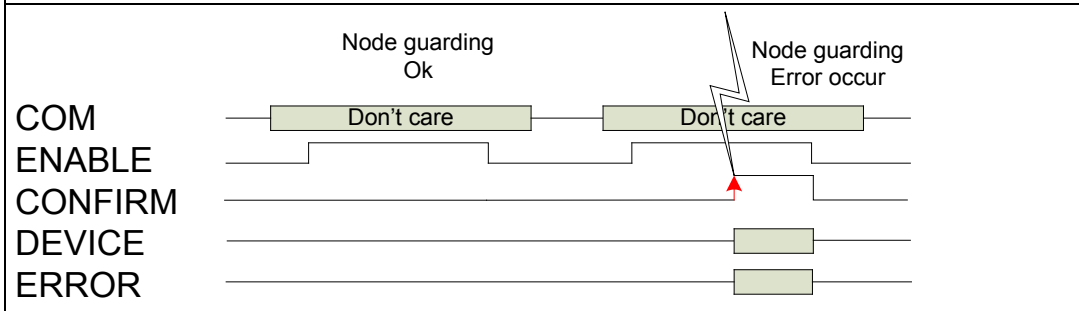 Node guarding
Ok
Node guarding
Error occur
COM
Don't care
Don't care
ENABLE
CONFIRM
DEVICE
ERROR